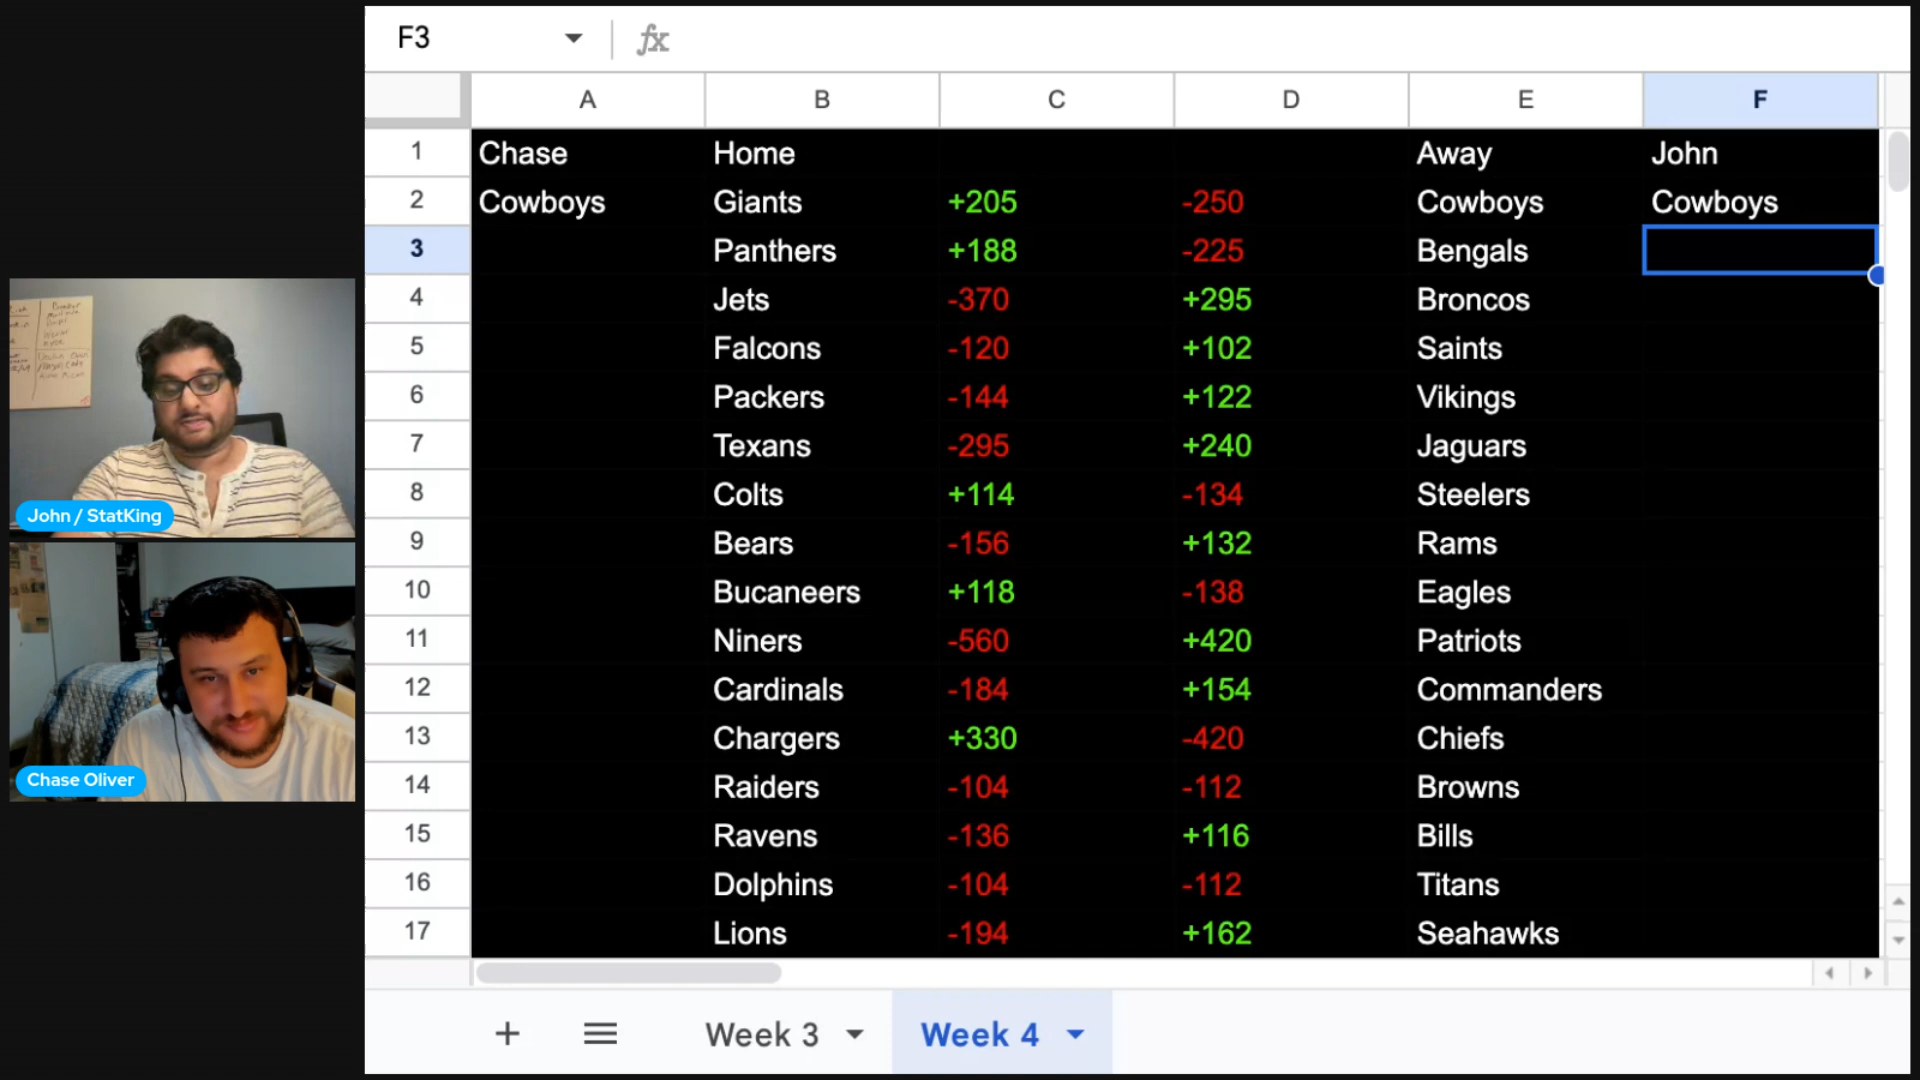 F3 fx
A B C D E F
1 Chase Home Away John
2 Cowboys Giants +205 -250 Cowboys Cowboys
3 Panthers +188 -225 Bengals
4 Jets -370 +295 Broncos
5 Falcons -120 +102 Saints
6 Packers -144 +122 Vikings
7 Texans -295 +240 Jaguars
8 Colts +114 -134 Steelers
9 Bears -156 +132 Rams
10 Bucaneers +118 -138 Eagles
11 Niners -560 +420 Patriots
12 Cardinals -184 +154 Commanders
13 Chargers +330 -420 Chiefs
14 Raiders -104 -112 Browns
15 Ravens -136 +116 Bills
16 Dolphins -104 -112 Titans
17 Lions -194 +162 Seahawks
Week 3 Week 4
John / StatKing
Chase Oliver